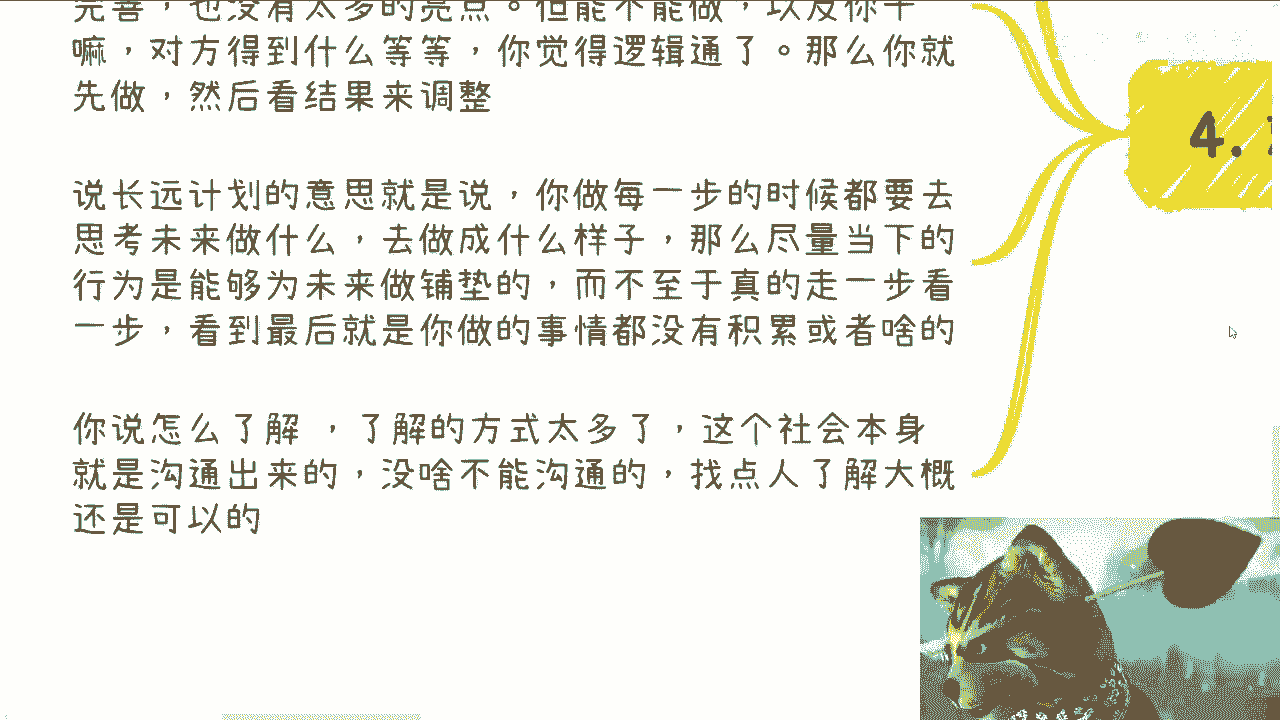 完善，也没有太多的亮点。但能不能做，以及你干
嘛，对方得到什么等等，你觉得逻辑通了。那么你就
先做，然后看结果来调整
说长远计划的意思就是说，你做每一步的时候都要去
思考未来做什么，去做成什么样子，那么尽量当下的
行为是能够为未来做铺垫的，而不至于真的走一步看
一步，看到最后就是你做的事情都没有积累或者啥的
你说怎么了解 ，了解的方式太多了，这个社会本身
就是沟通出来的，没啥不能沟通的，找点人了解大概
还是可以的
4.